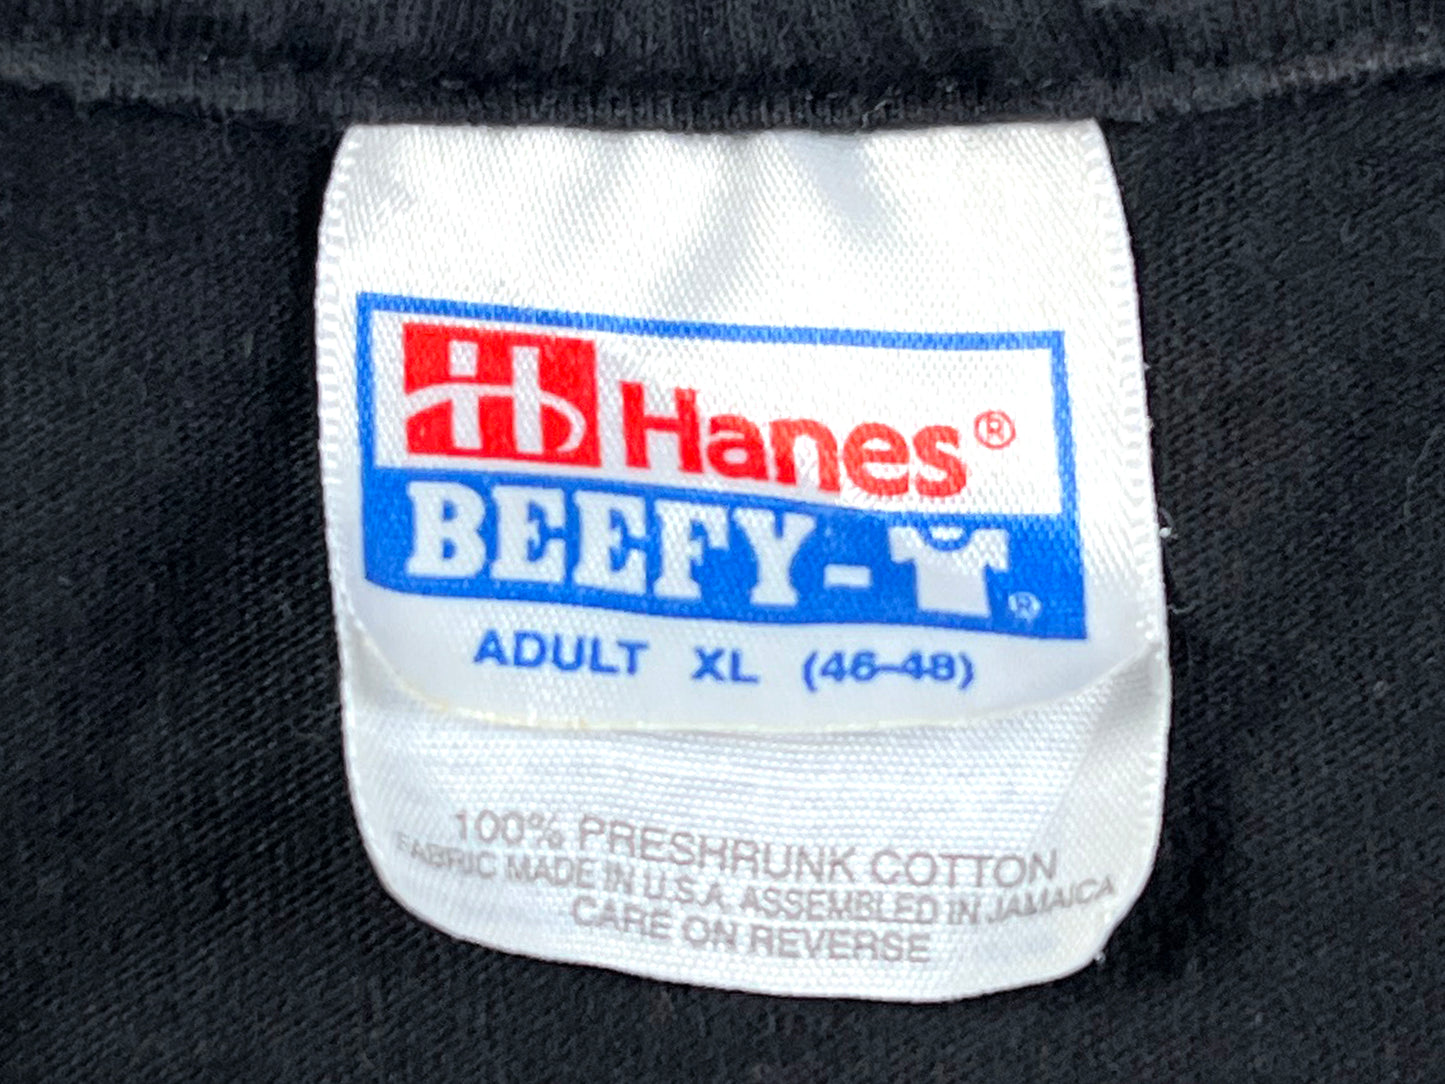 H Hanes®
BEEFY-T®
ADULT XL (46-48)
100% PRESHRUNK COTTON
FABRIC MADE IN U.S.A. ASSEMBLED IN JAMAICA
CARE ON REVERSE